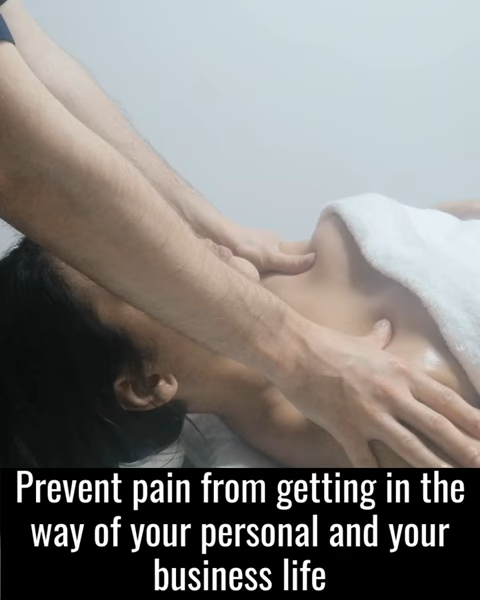 Prevent pain from getting in the
way of your personal and your
business life